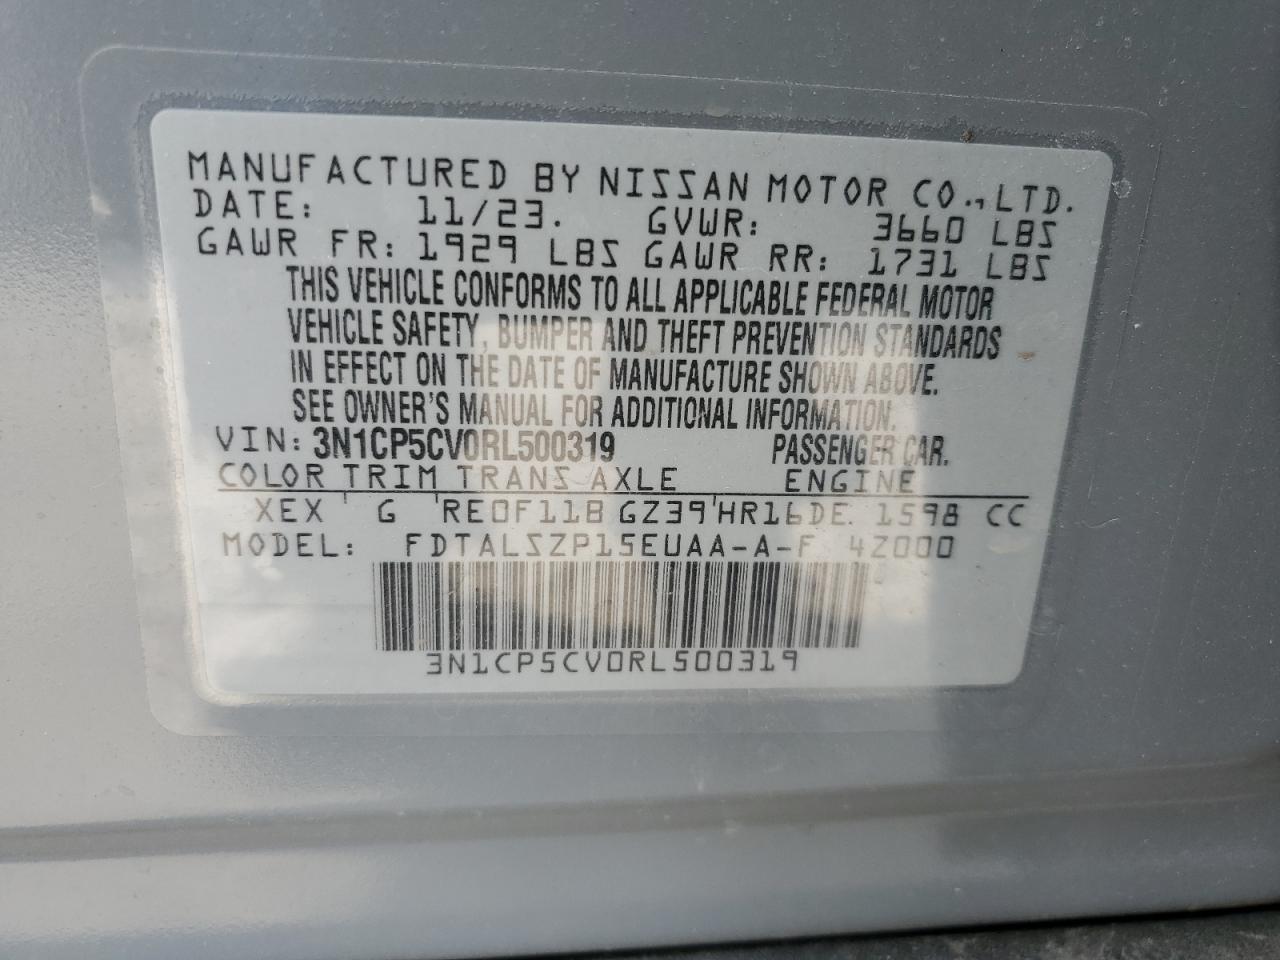 MANUFACTURED BY NISSAN MOTOR CO., LTD.
DATE: 11/23. GVWR: 3660 LBS
GAWR FR: 1929 LBS GAWR RR: 1731 LBS
THIS VEHICLE CONFORMS TO ALL APPLICABLE FEDERAL MOTOR
VEHICLE SAFETY, BUMPER AND THEFT PREVENTION STANDARDS
IN EFFECT ON THE DATE OF MANUFACTURE SHOWN ABOVE.
SEE OWNER'S MANUAL FOR ADDITIONAL INFORMATION.
VIN: 3N1CP5CV0RL500319 PASSENGER CAR.
COLOR TRIM TRANS AXLE ENGINE
XEX G RE0F11B GZ39 HR16DE. 1598 CC
MODEL: FDTALSZP15EUAA-A-F 4Z000
3N1CP5CV0RL500319